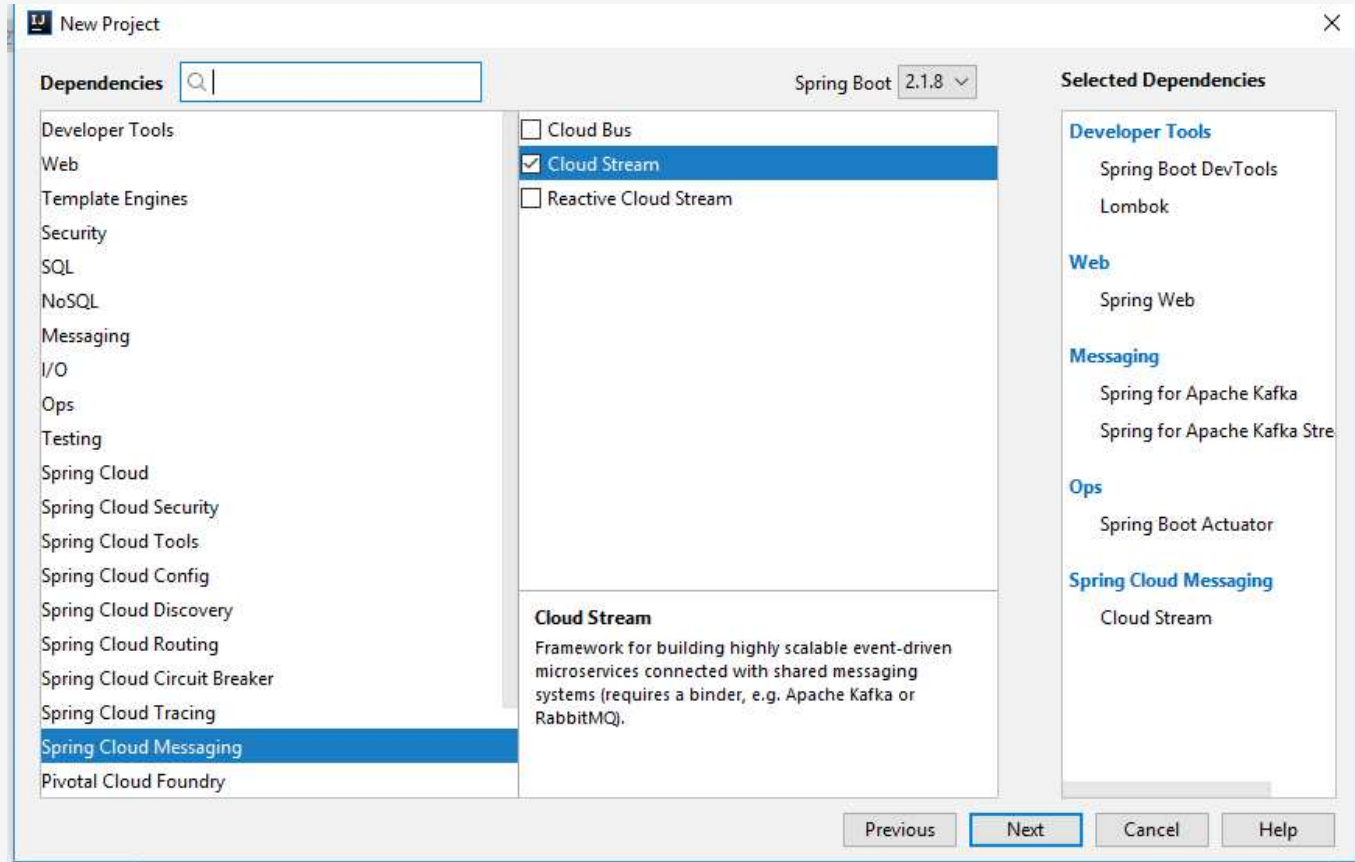 New Project
Dependencies
Spring Boot 2.1.8
Selected Dependencies
Developer Tools
Web
Template Engines
Security
SQL
NoSQL
Messaging
I/O
Ops
Testing
Spring Cloud
Spring Cloud Security
Spring Cloud Tools
Spring Cloud Config
Spring Cloud Discovery
Spring Cloud Routing
Spring Cloud Circuit Breaker
Spring Cloud Tracing
Spring Cloud Messaging
Pivotal Cloud Foundry
Cloud Bus
Cloud Stream
Reactive Cloud Stream
Cloud Stream
Framework for building highly scalable event-driven
microservices connected with shared messaging
systems (requires a binder, e.g. Apache Kafka or
RabbitMQ).
Developer Tools
Spring Boot DevTools
Lombok
Web
Spring Web
Messaging
Spring for Apache Kafka
Spring for Apache Kafka Stre
Ops
Spring Boot Actuator
Spring Cloud Messaging
Cloud Stream
Previous
Next
Cancel
Help